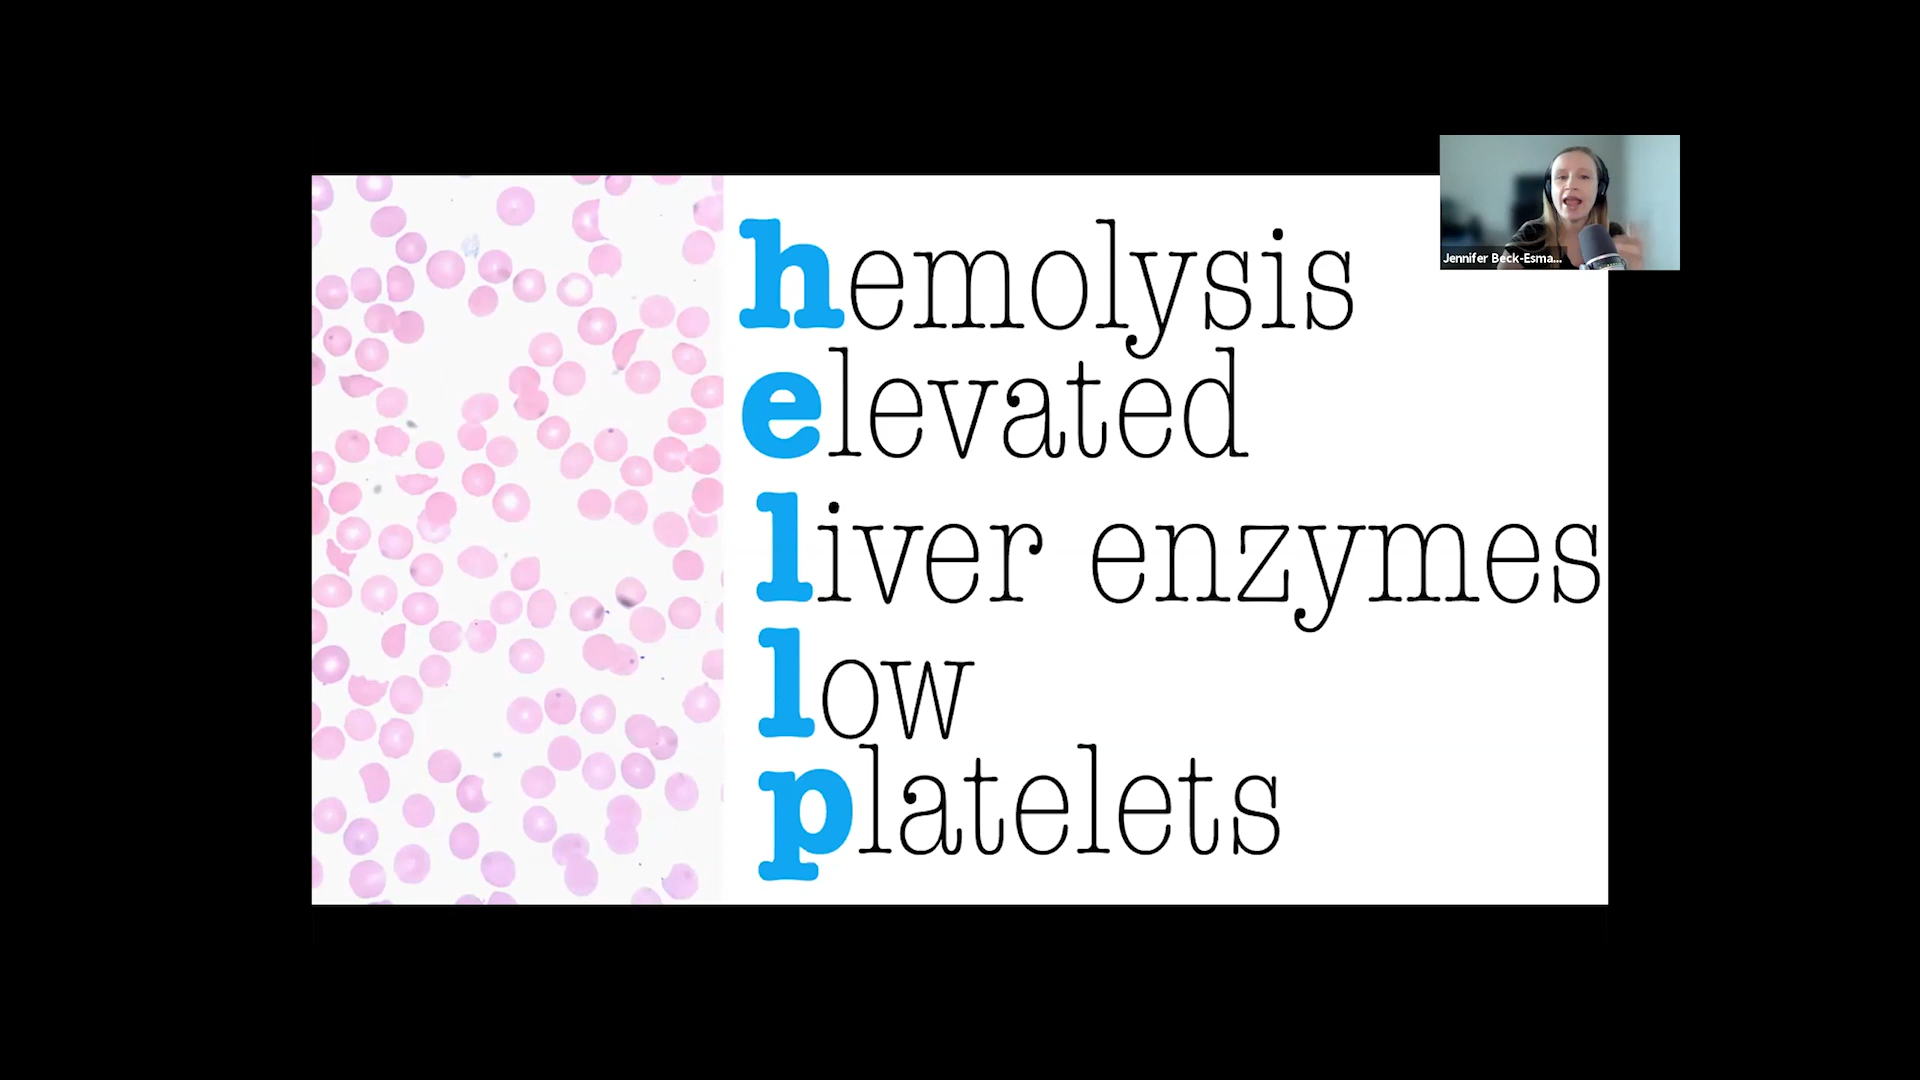 hemolysis
elevated
liver enzymes
low
platelets
Jennifer Beck-Esma...